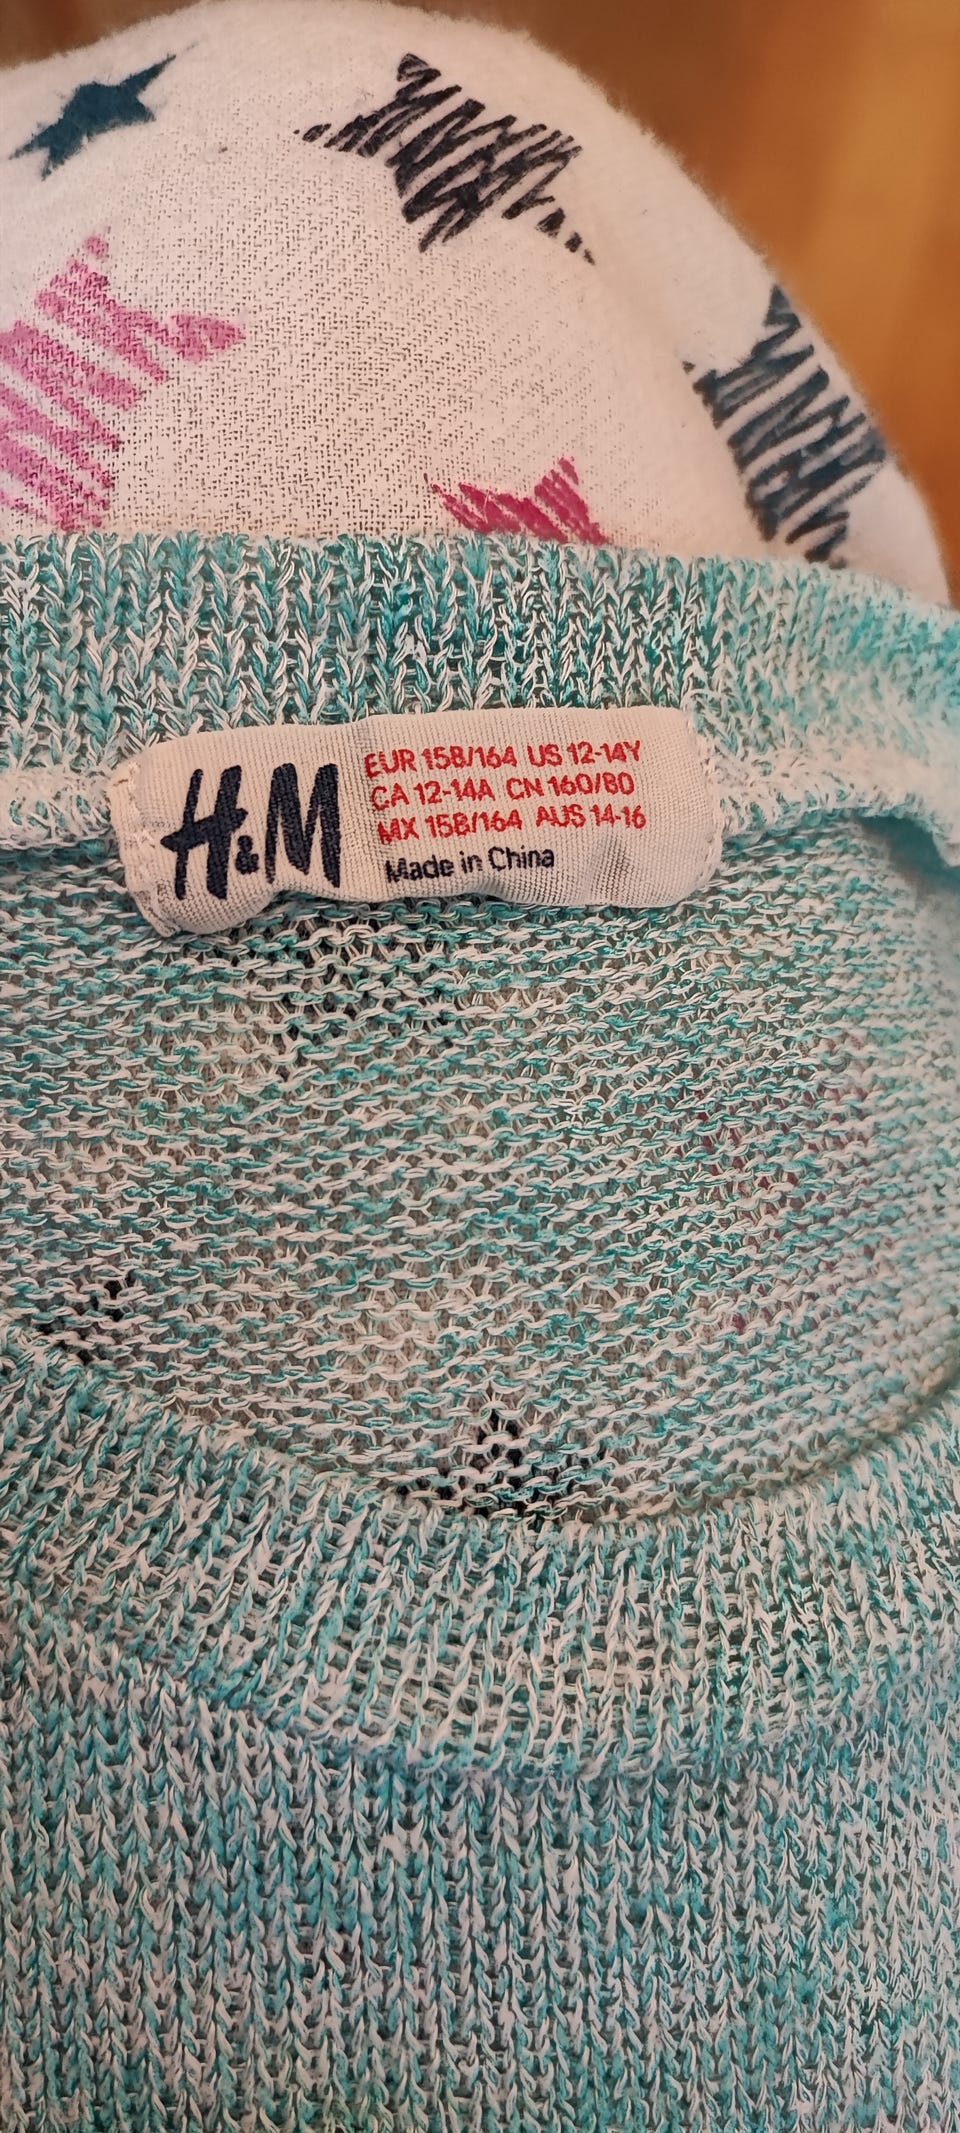 H&M
EUR 158/164 US 12-14Y
CA 12-14A CN 160/80
MX 158/164 AUS 14-16
Made in China